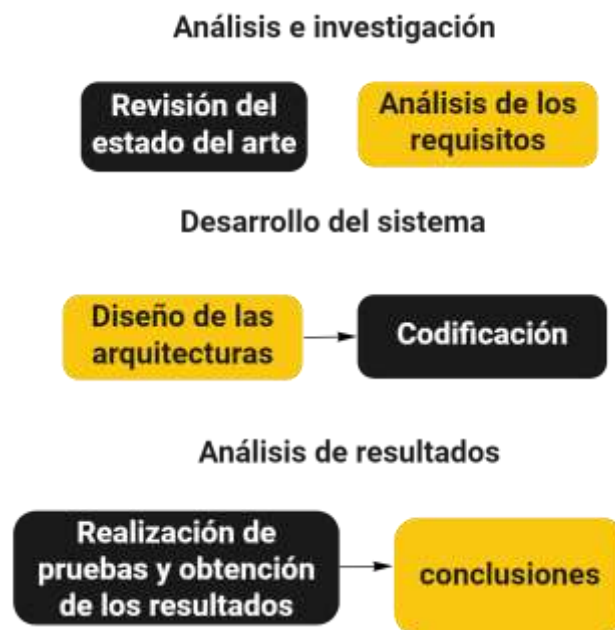 Análisis e investigación
Revisión del
estado del arte
Análisis de los
requisitos
Desarrollo del sistema
Diseño de las
arquitecturas
Codificación
Análisis de resultados
Realización de
pruebas y obtención
de los resultados
conclusiones